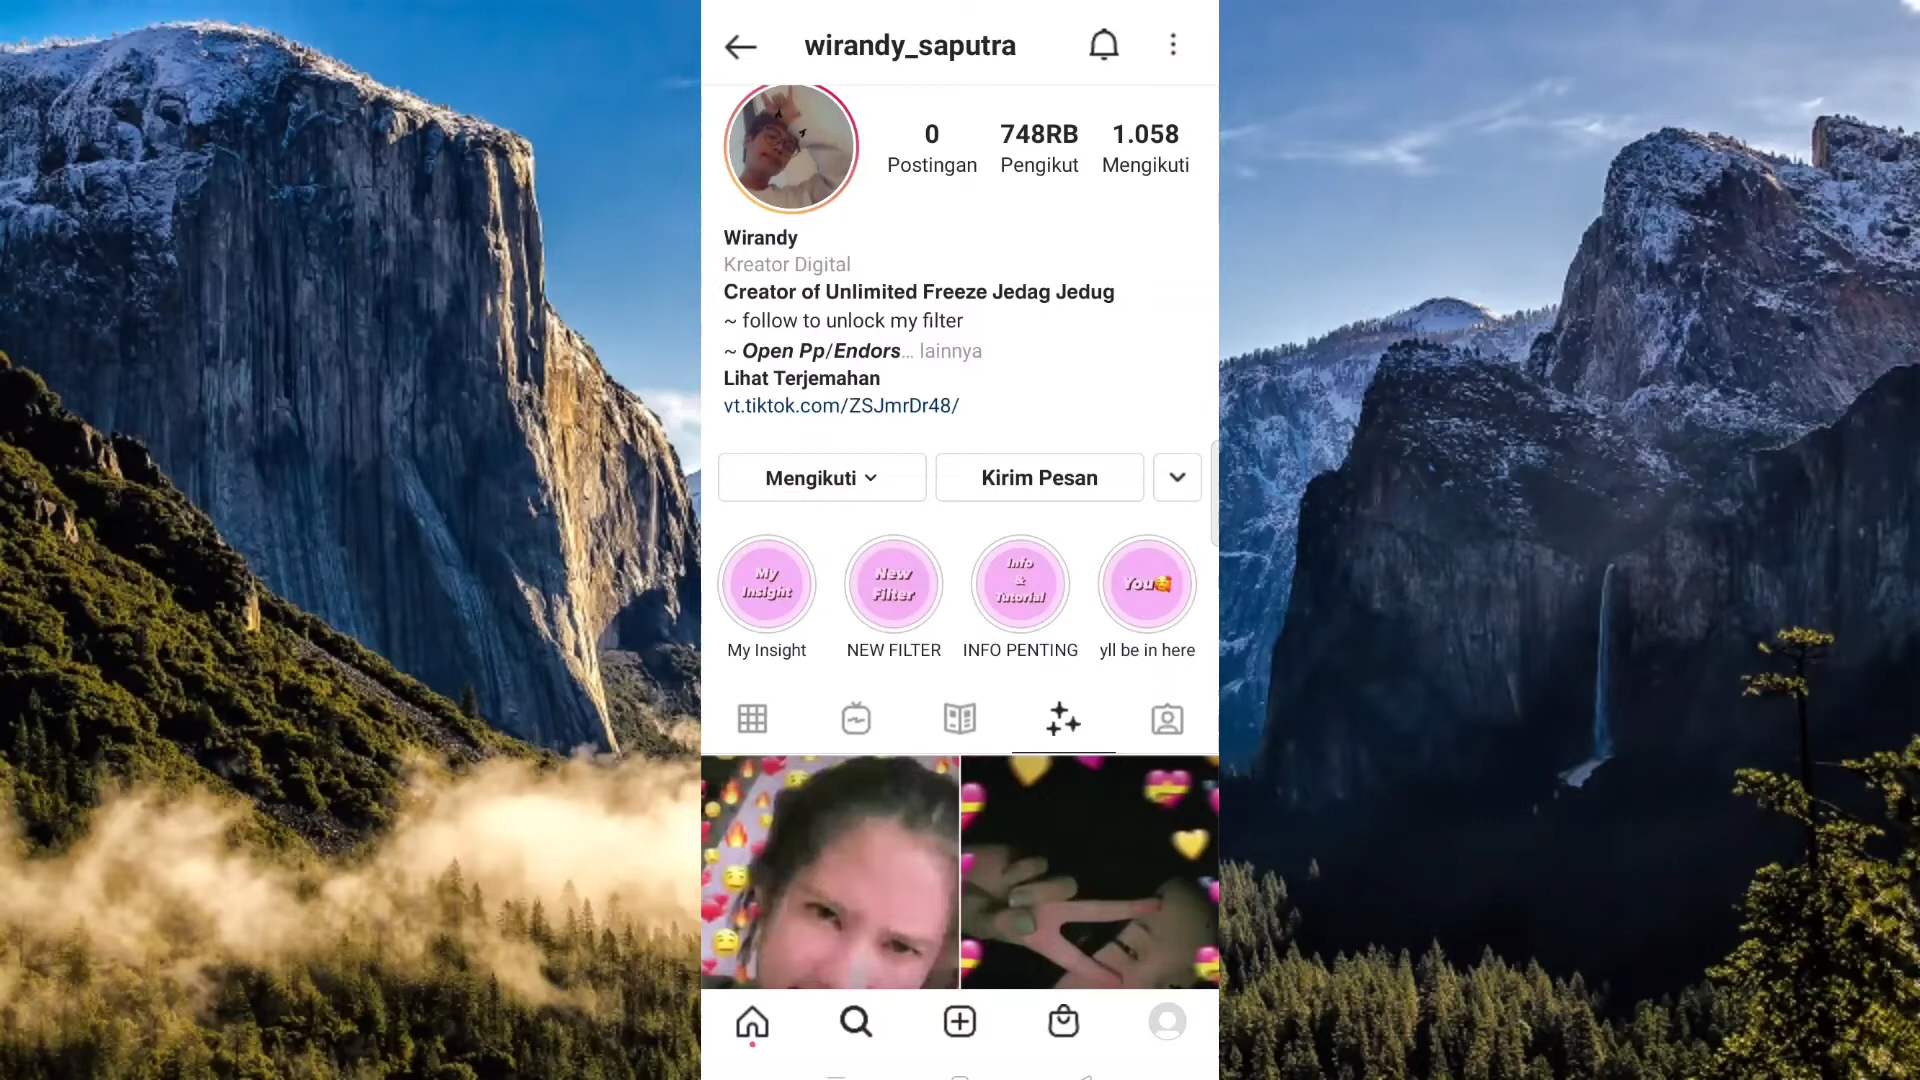 wirandy_saputra
0 748RB 1.058
Postingan Pengikut Mengikuti
Wirandy
Kreator Digital
Creator of Unlimited Freeze Jedag Jedug
~ follow to unlock my filter
~ Open Pp/Endors... lainnya
Lihat Terjemahan
vt.tiktok.com/ZSJmrDr48/
Mengikuti Kirim Pesan
My Insight
New Filter
Info & Tutorial
You🥰
My Insight NEW FILTER INFO PENTING yll be in here